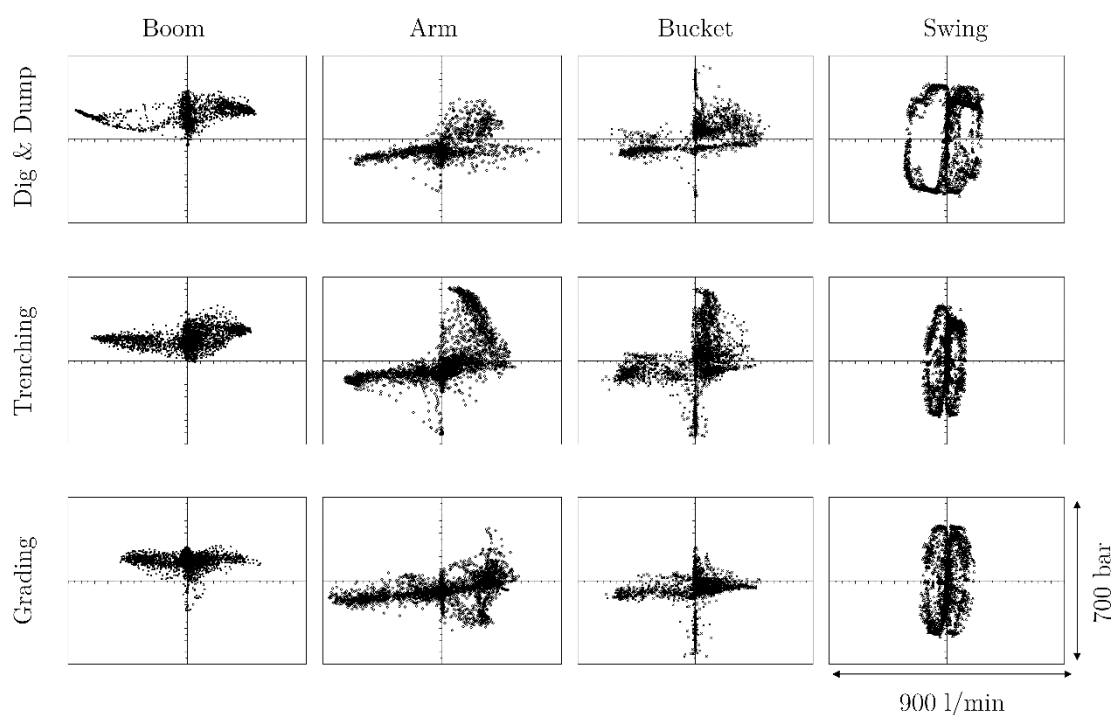 Boom Arm Bucket Swing
Dig & Dump
Trenching
Grading
700 bar
900 l/min